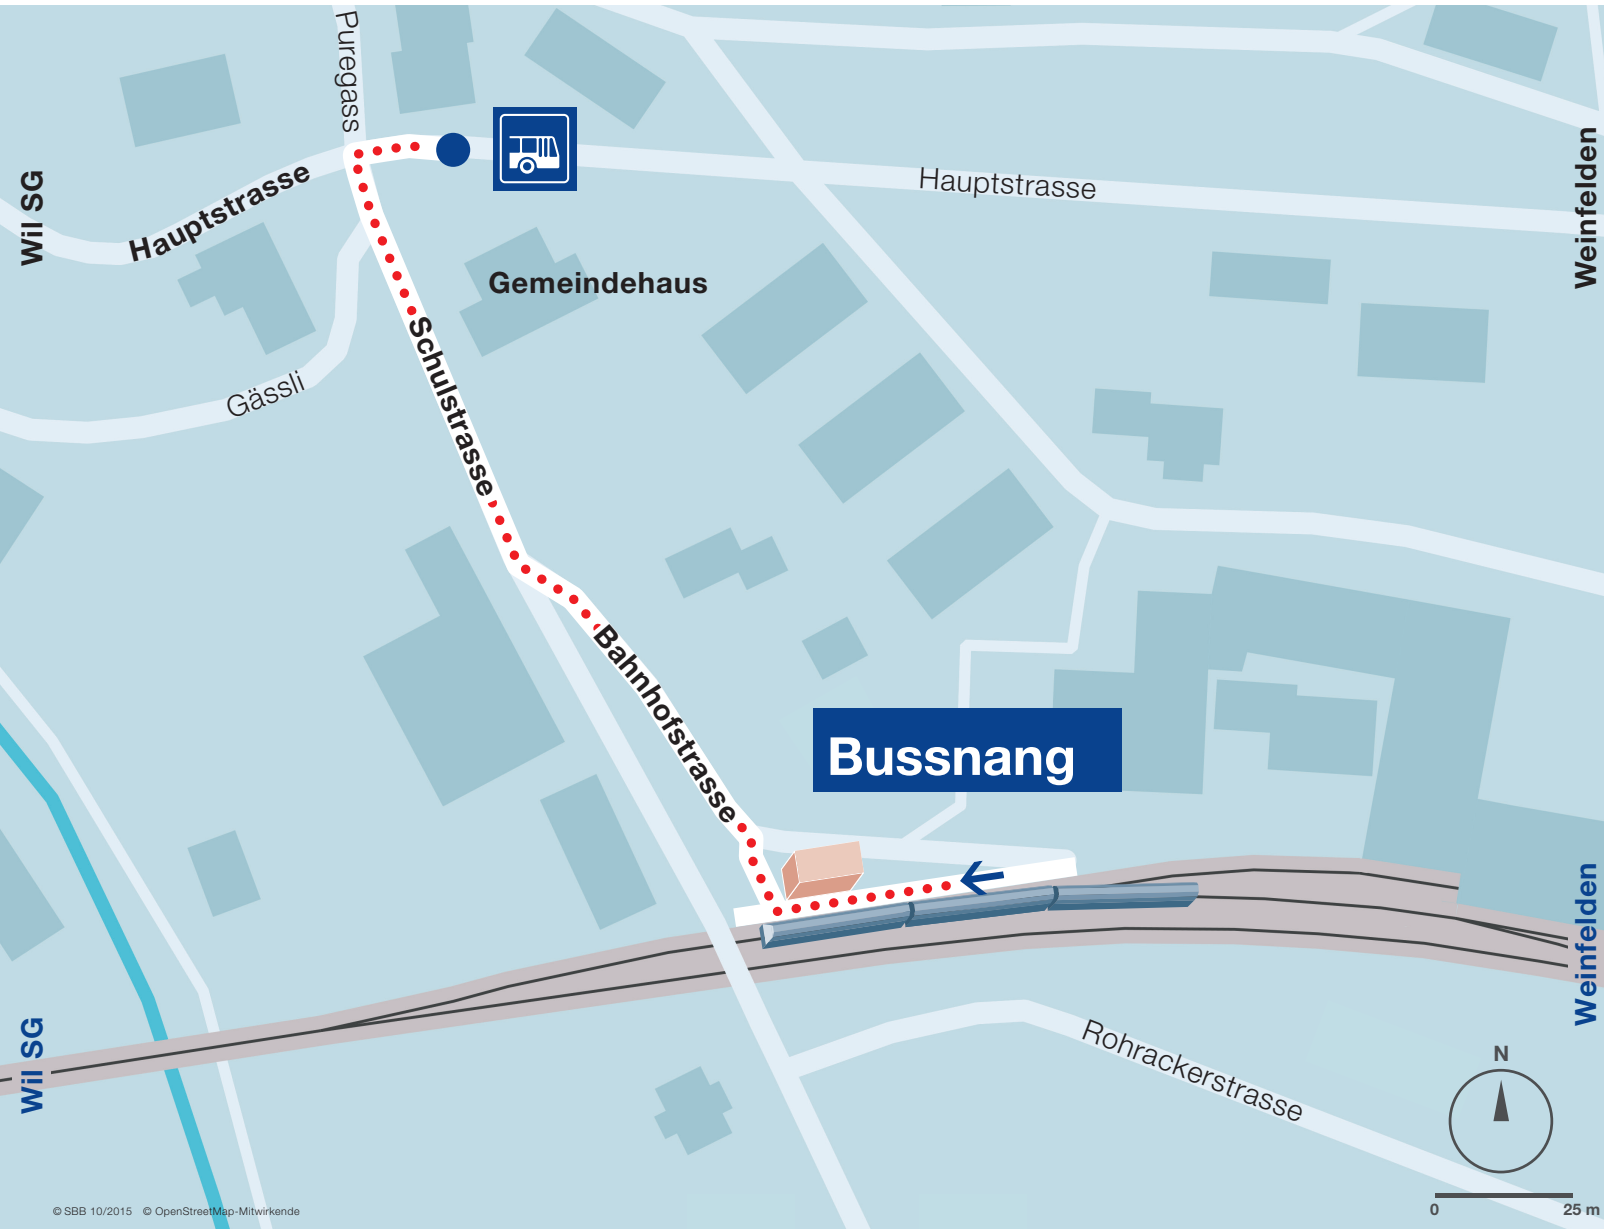 Puregass
Wil SG
Hauptstrasse
Hauptstrasse
Weinfelden
Gemeindehaus
Schulstrasse
Gässli
Bahnhofstrasse
Bussnang
Weinfelden
Wil SG
Rohrackerstrasse
N
0 25 m
© SBB 10/2015 © OpenStreetMap-Mitwirkende